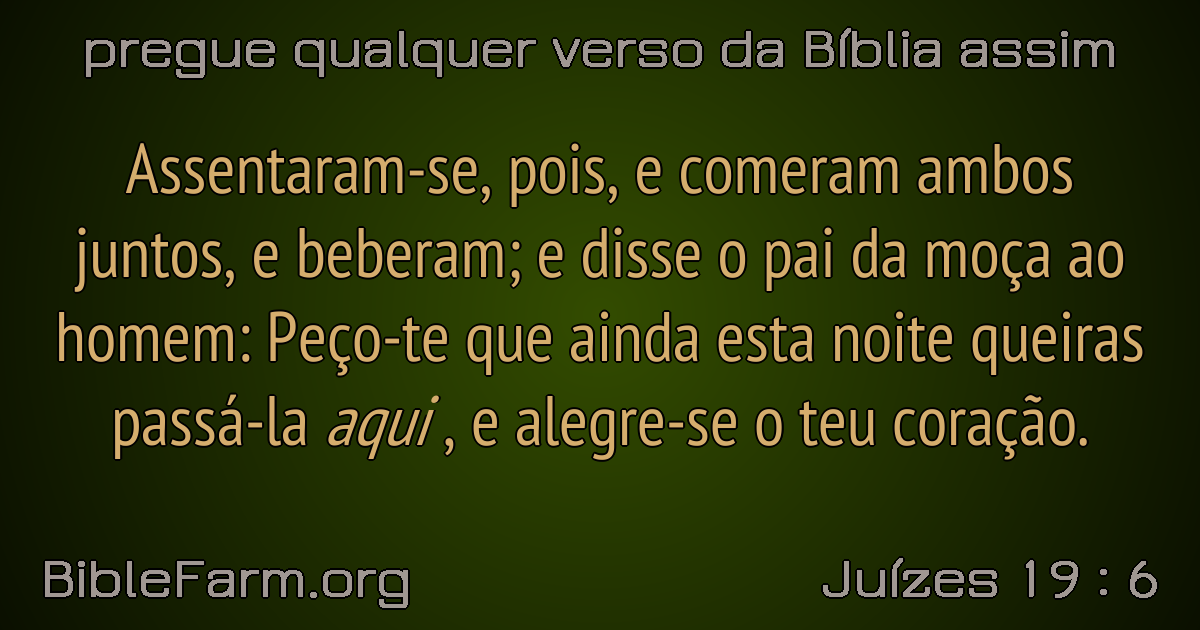 pregue qualquer verso da Bíblia assim
Assentaram-se, pois, e comeram ambos
juntos, e beberam; e disse o pai da moça ao
homem: Peço-te que ainda esta noite queiras
passá-la aqui , e alegre-se o teu coração.
BibleFarm.org
Juízes 19 : 6